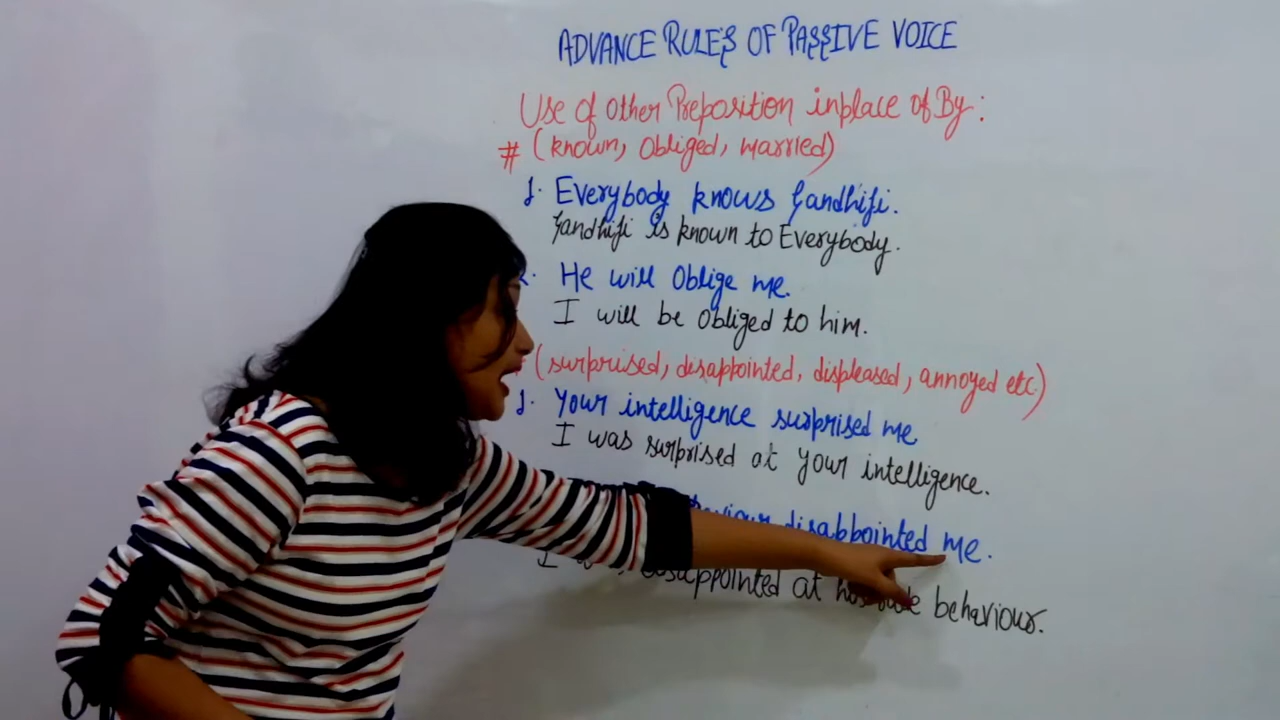 ADVANCE RULES OF PASSIVE VOICE
Use of other Preposition inplace of By:
# (known, Obliged, married)
1. Everybody knows Gandhiji.
Gandhiji is known to Everybody.
2. He will Oblige me.
I will be obliged to him.
(surprised, disappointed, displeased, annoyed etc.)
1. Your intelligence surprised me
I was surprised at your intelligence.
disappointed me.
I disappointed at behaviour.